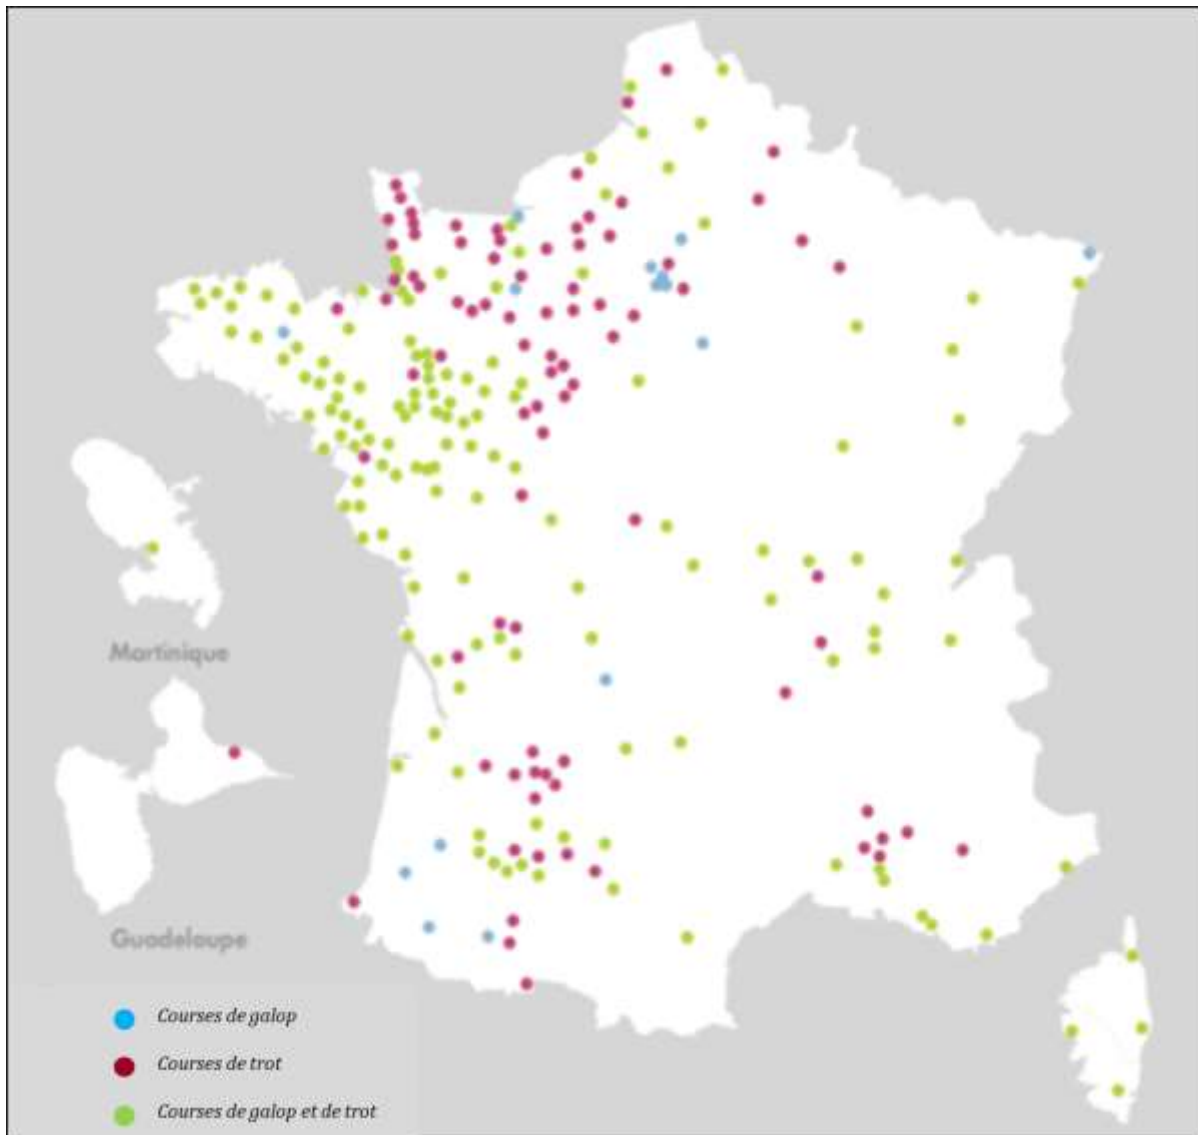 Martinique
Guadeloupe
Courses de galop
Courses de trot
Courses de galop et de trot